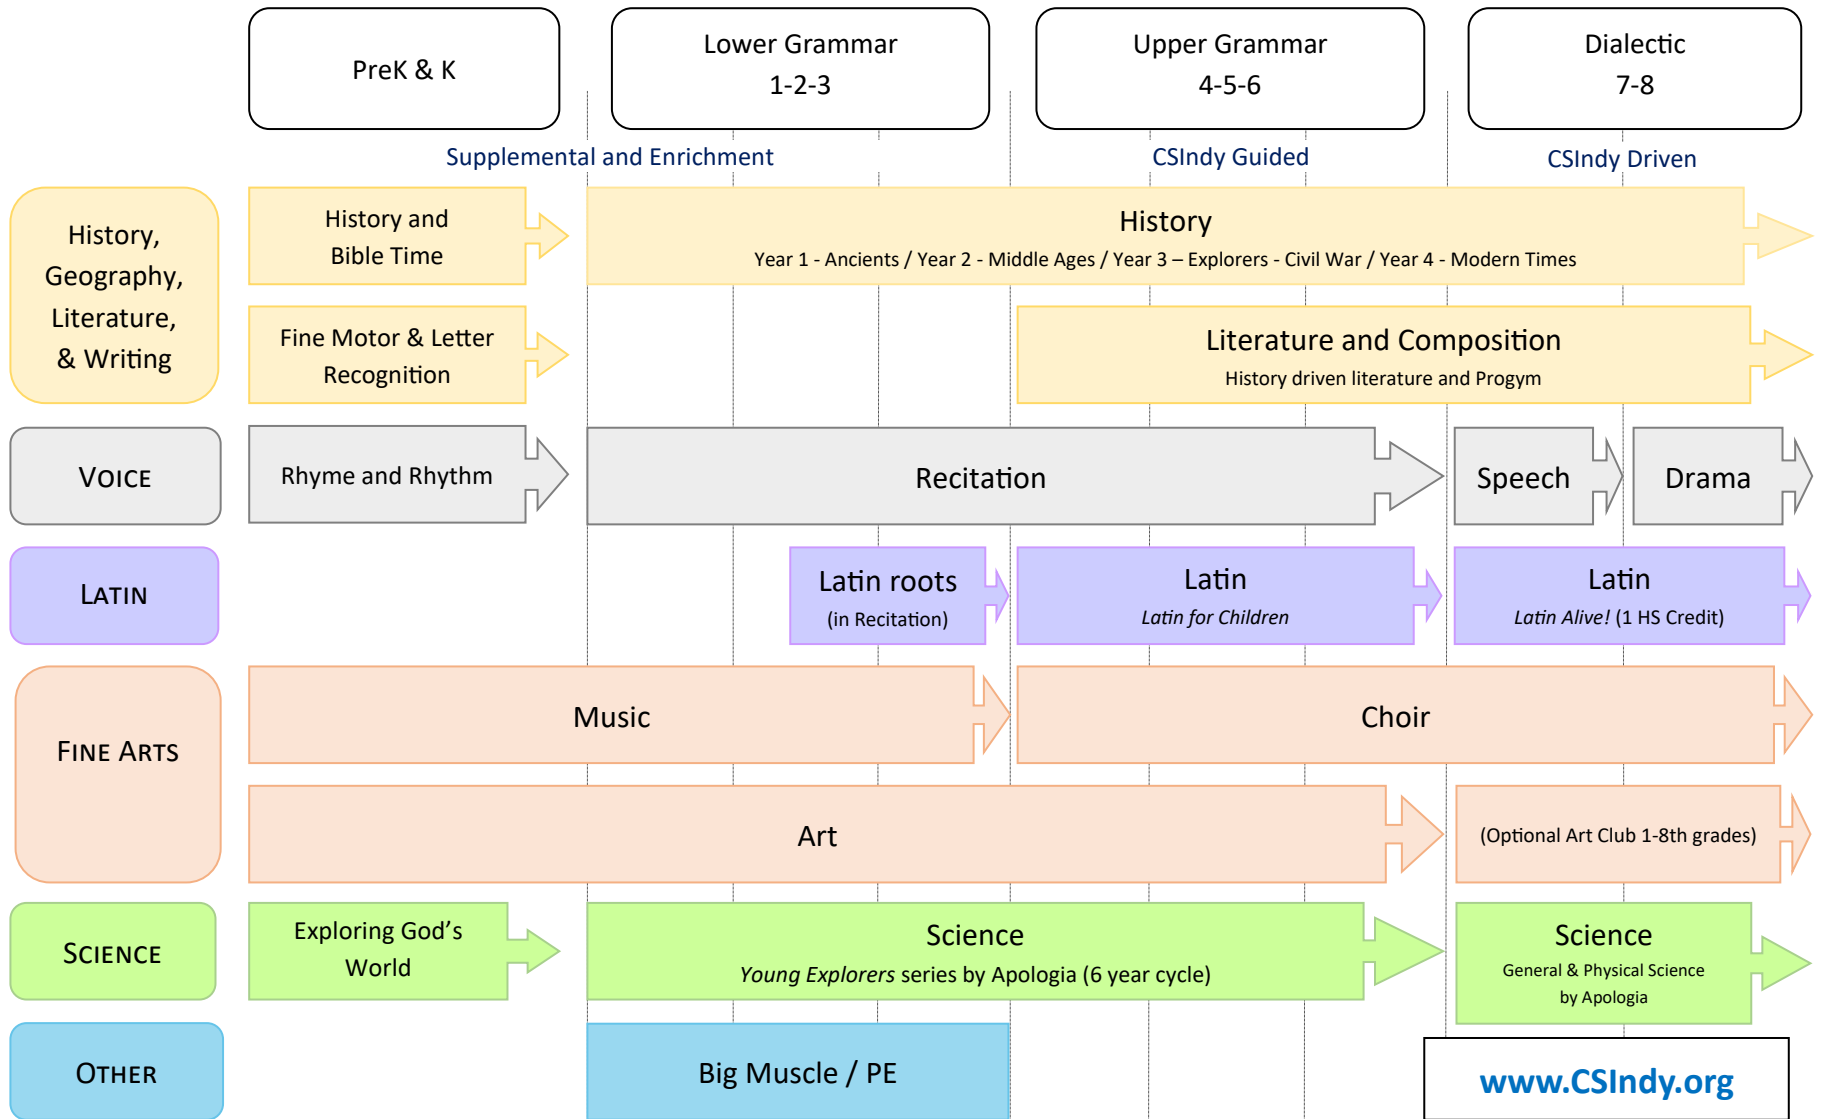 PreK & K
Lower Grammar
1-2-3
Upper Grammar
4-5-6
Dialectic
7-8
Supplemental and Enrichment
CSIndy Guided
CSIndy Driven
History,
Geography,
Literature,
& Writing
History and
Bible Time
History
Year 1 - Ancients / Year 2 - Middle Ages / Year 3 – Explorers - Civil War / Year 4 - Modern Times
Fine Motor & Letter
Recognition
Literature and Composition
History driven literature and Progym
VOICE
Rhyme and Rhythm
Recitation
Speech
Drama
LATIN
Latin roots
(in Recitation)
Latin
Latin for Children
Latin
Latin Alive! (1 HS Credit)
FINE ARTS
Music
Choir
Art
(Optional Art Club 1-8th grades)
SCIENCE
Exploring God’s
World
Science
Young Explorers series by Apologia (6 year cycle)
Science
General & Physical Science
by Apologia
OTHER
Big Muscle / PE
www.CSIndy.org